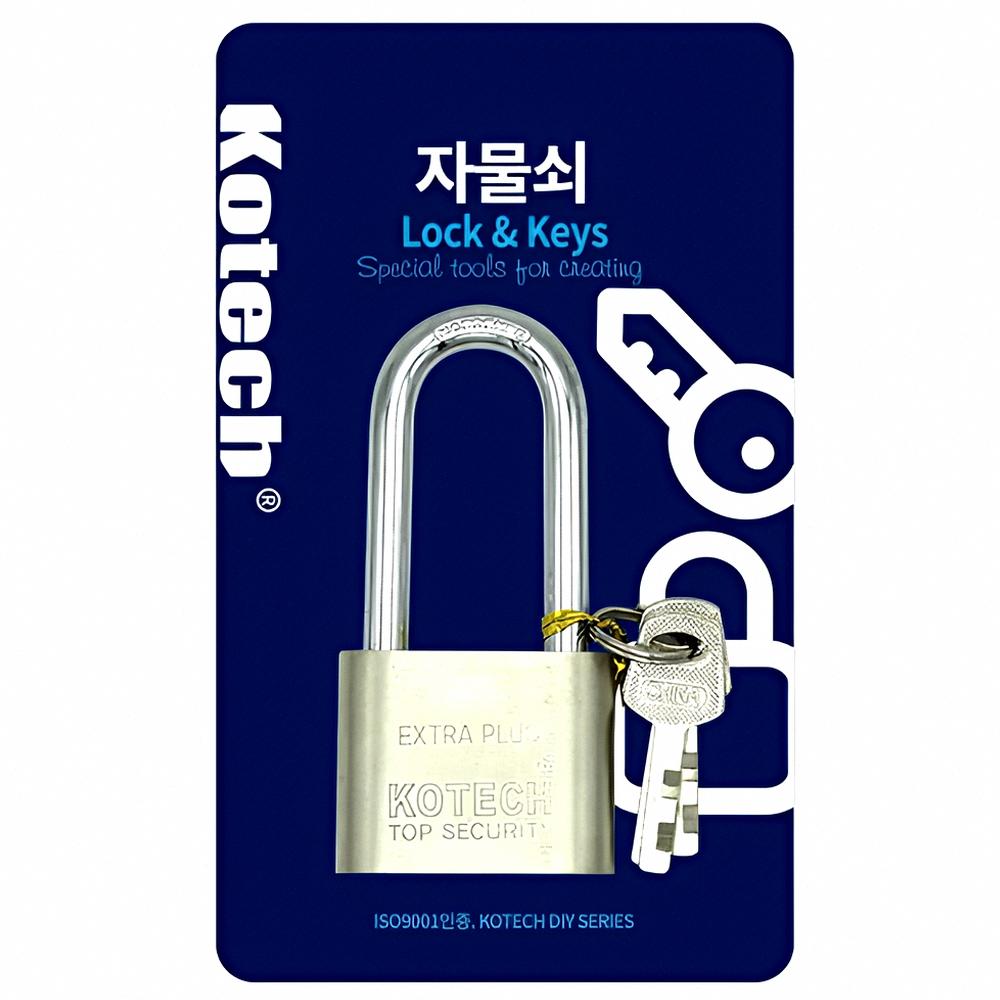 Kotech®
자물쇠
Lock & Keys
Special tools for creating
EXTRA PLUS
KOTECH
TOP SECURITY
ISO9001인증, KOTECH DIY SERIES